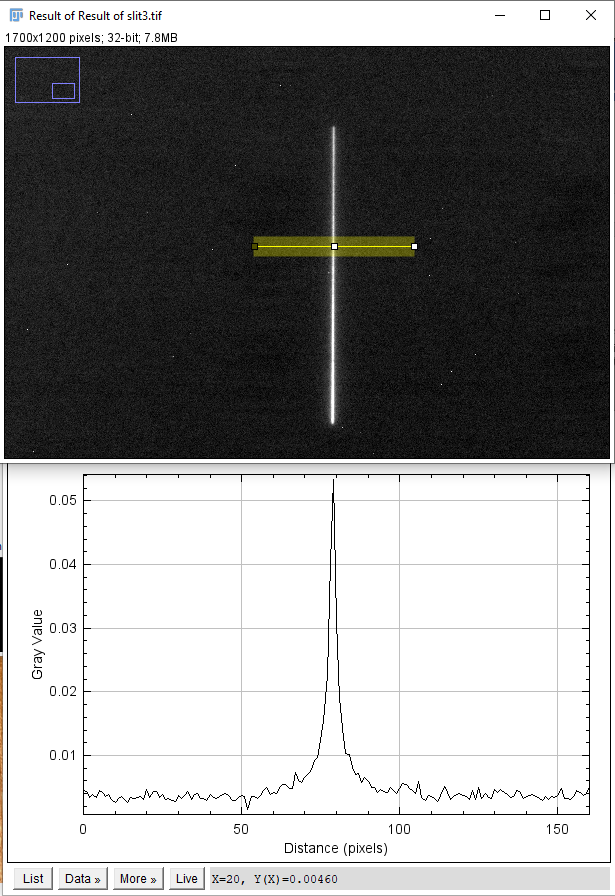 Result of Result of slit3.tif
1700x1200 pixels; 32-bit; 7.8MB
0.05
0.04
0.03
0.02
0.01
Gray Value
0 50 100 150
Distance (pixels)
List Data » More » Live X=20, Y(X)=0.00460